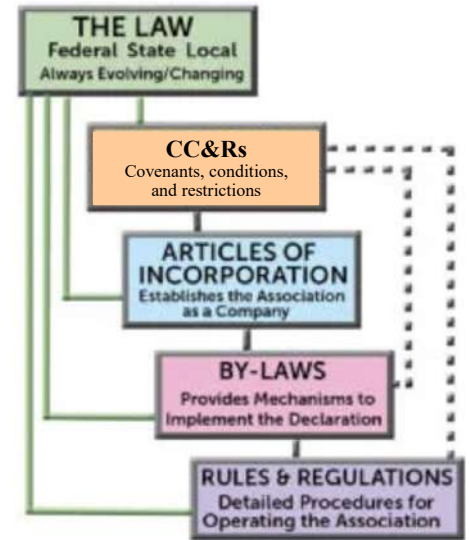 THE LAW
Federal State Local
Always Evolving/Changing
CC&Rs
Covenants, conditions,
and restrictions
ARTICLES OF
INCORPORATION
Establishes the Association
as a Company
BY-LAWS
Provides Mechanisms to
Implement the Declaration
RULES & REGULATIONS
Detailed Procedures for
Operating the Association